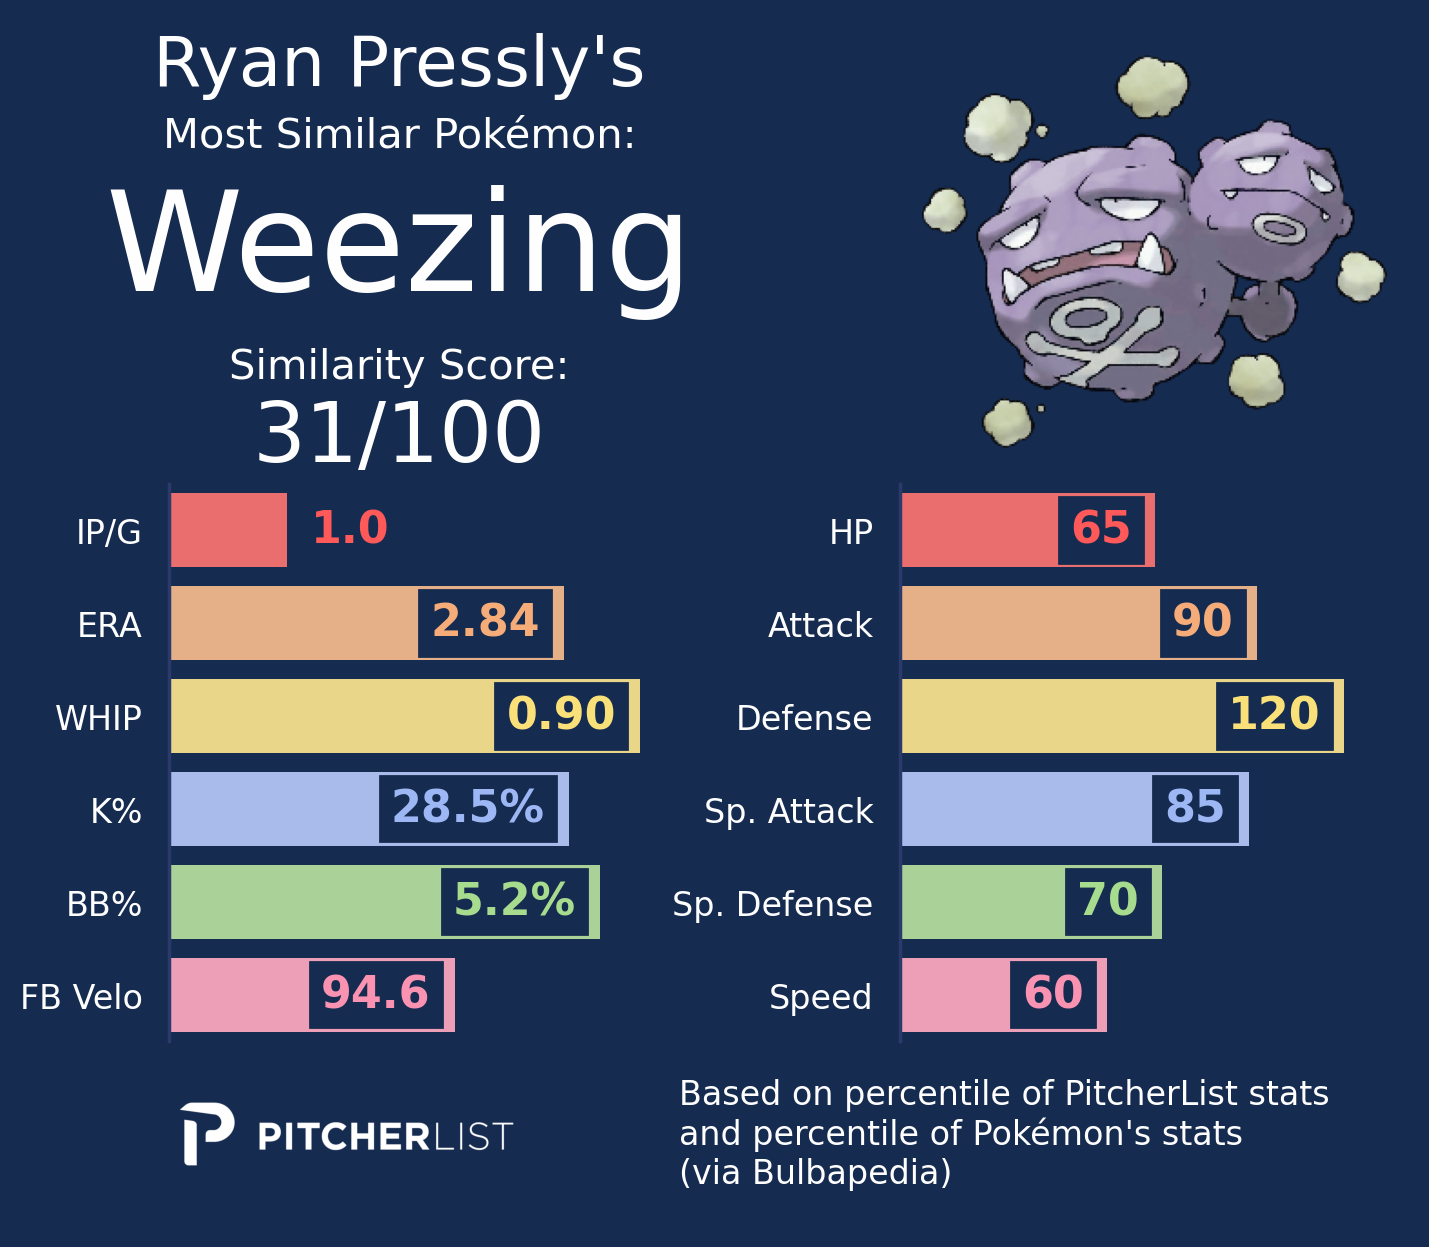 Ryan Pressly's
Most Similar Pokémon:
Weezing
Similarity Score:
31/100
IP/G 1.0
ERA 2.84
WHIP 0.90
K% 28.5%
BB% 5.2%
FB Velo 94.6
HP 65
Attack 90
Defense 120
Sp. Attack 85
Sp. Defense 70
Speed 60
PITCHERLIST
Based on percentile of PitcherList stats
and percentile of Pokémon's stats
(via Bulbapedia)